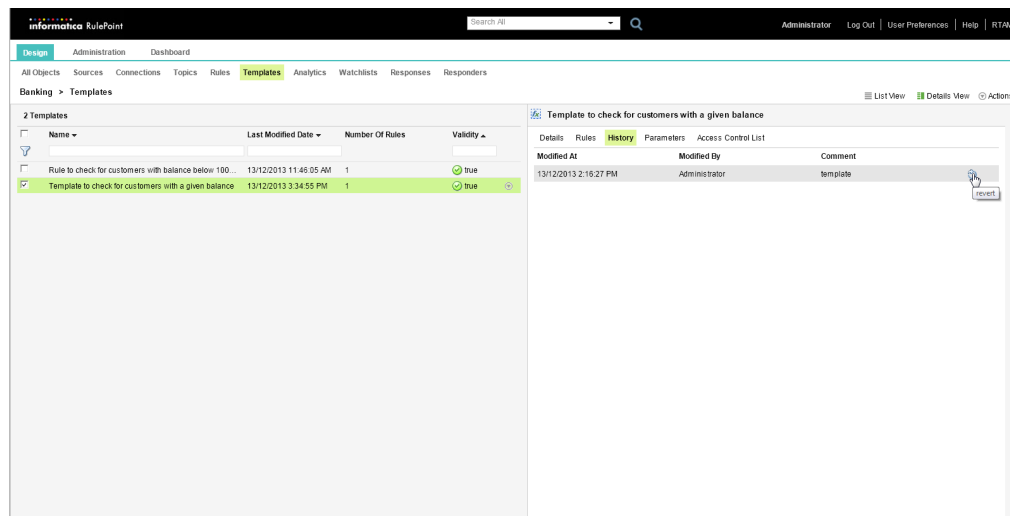 informatica RulePoint
Search All
Administrator Log Out | User Preferences | Help | RTAM
Design Administration Dashboard
All Objects Sources Connections Topics Rules Templates Analytics Watchlists Responses Responders
Banking > Templates
List View Details View Actions
2 Templates
Name Last Modified Date Number Of Rules Validity
Rule to check for customers with balance below 100... 13/12/2013 11:46:05 AM 1 true
Template to check for customers with a given balance 13/12/2013 3:34:55 PM 1 true
fx Template to check for customers with a given balance
Details Rules History Parameters Access Control List
Modified At Modified By Comment
13/12/2013 2:16:27 PM Administrator template
revert